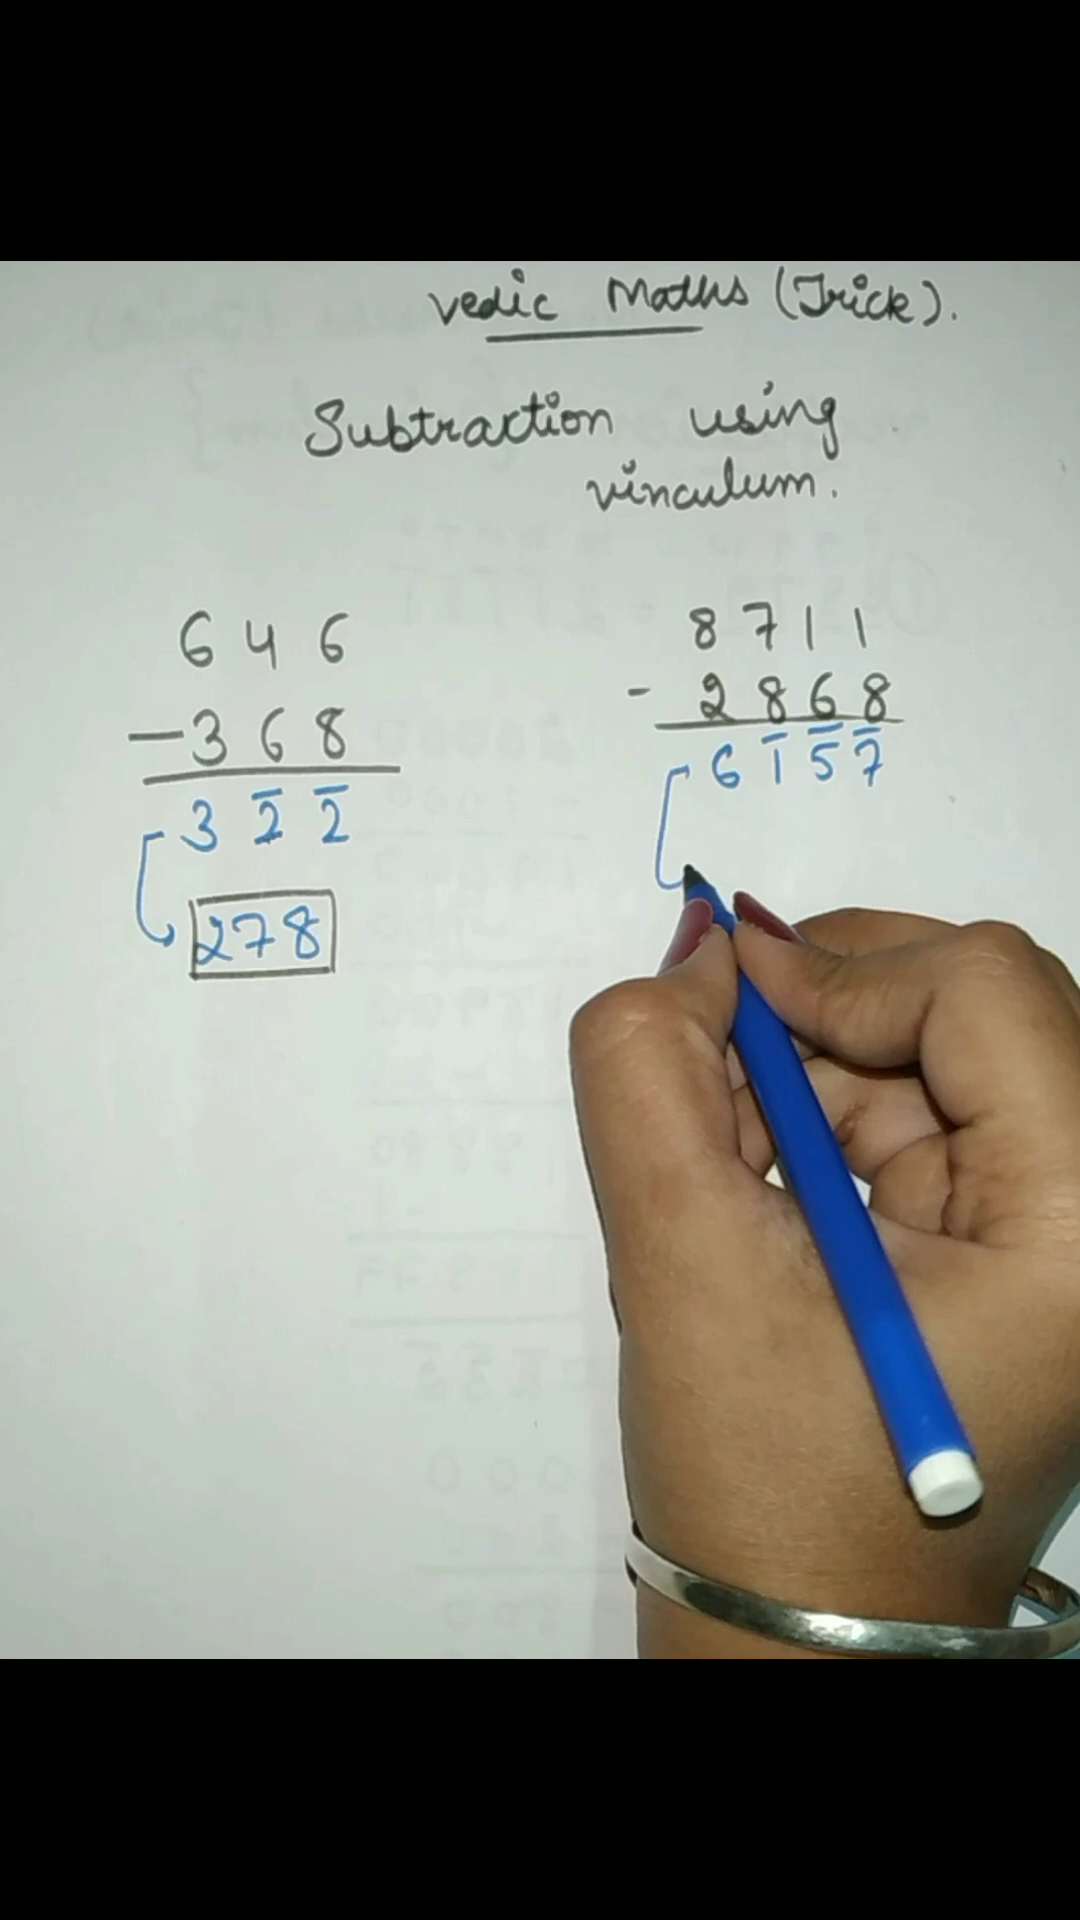 Vedic Maths (Trick).
Subtraction using
vinculum.
6 4 6
- 3 6 8
3 2̅ 2̅
278
8 7 1 1
- 2 8 6 8
6 1̅ 5̅ 7̅